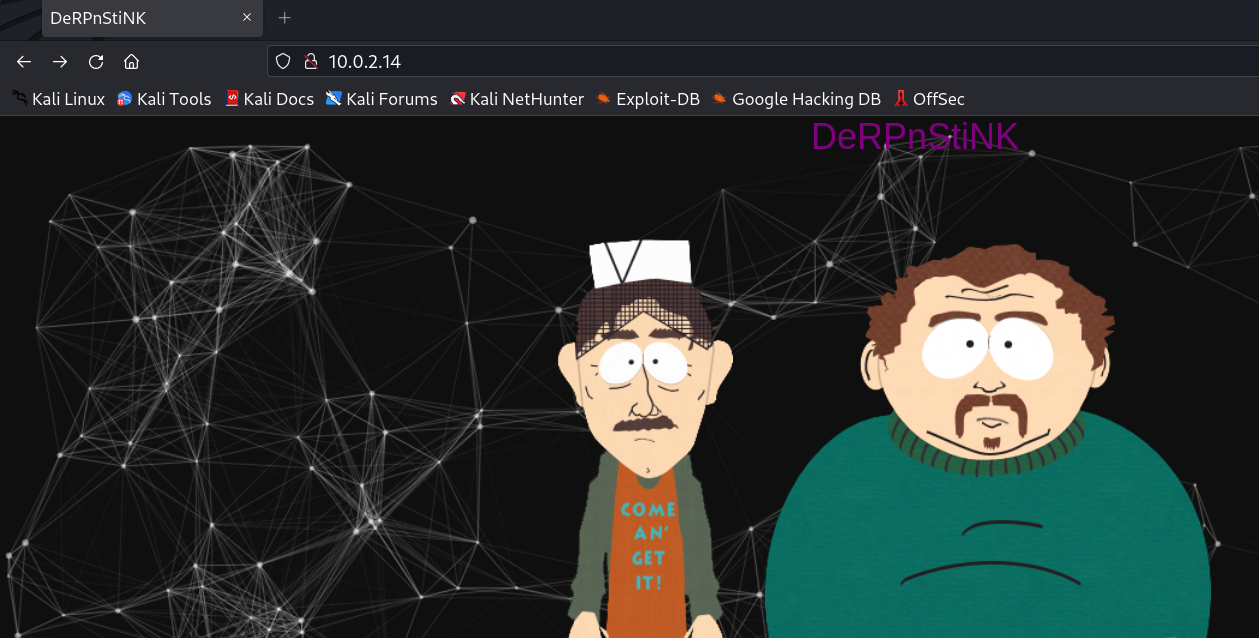 DeRPnStiNK
10.0.2.14
Kali Linux Kali Tools Kali Docs Kali Forums Kali NetHunter Exploit-DB Google Hacking DB OffSec
DeRPnStiNK
COME
AN'
GET
IT!